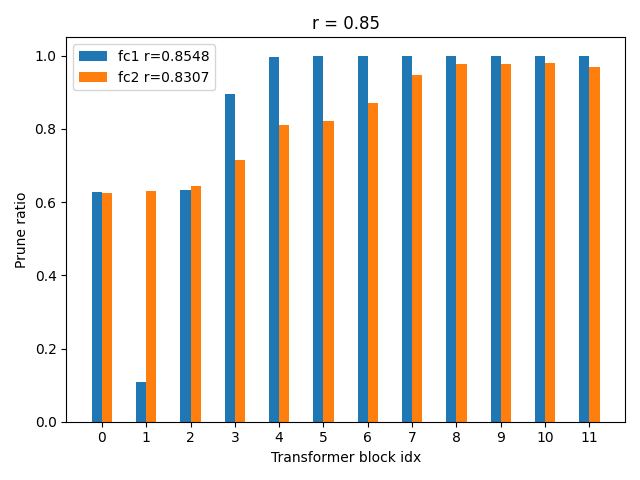 r = 0.85
fc1 r=0.8548
fc2 r=0.8307
Prune ratio
1.0
0.8
0.6
0.4
0.2
0.0
0 1 2 3 4 5 6 7 8 9 10 11
Transformer block idx